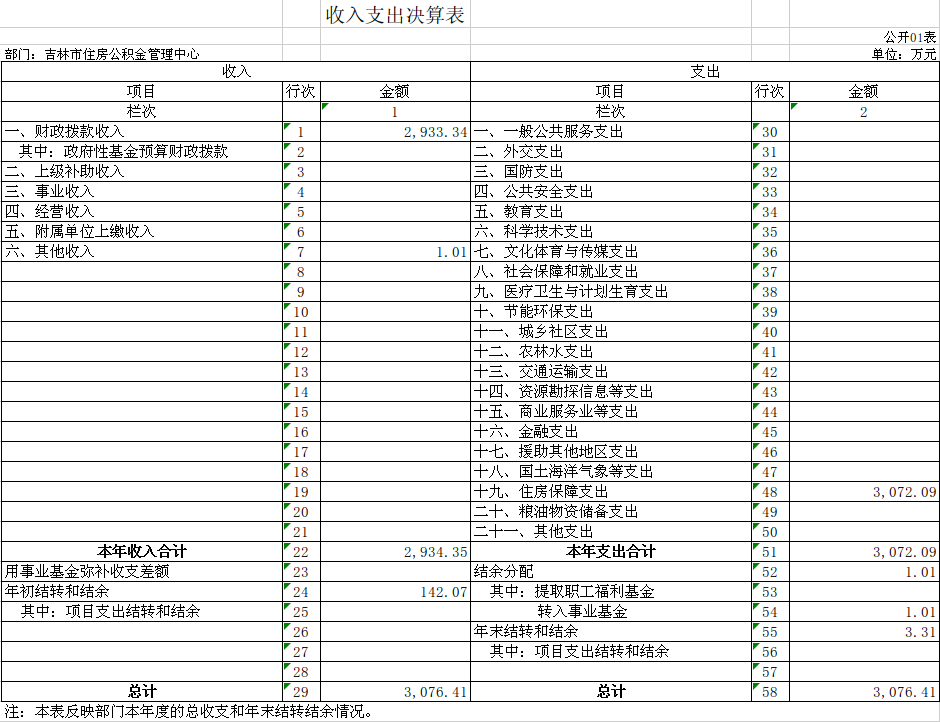 收入支出决算表
公开01表
部门：吉林市住房公积金管理中心 单位：万元
收入 支出
项目 行次 金额 项目 行次 金额
栏次 1 栏次 2
一、财政拨款收入 1 2,933.34 一、一般公共服务支出 30
其中：政府性基金预算财政拨款 2 二、外交支出 31
二、上级补助收入 3 三、国防支出 32
三、事业收入 4 四、公共安全支出 33
四、经营收入 5 五、教育支出 34
五、附属单位上缴收入 6 六、科学技术支出 35
六、其他收入 7 1.01 七、文化体育与传媒支出 36
8 八、社会保障和就业支出 37
9 九、医疗卫生与计划生育支出 38
10 十、节能环保支出 39
11 十一、城乡社区支出 40
12 十二、农林水支出 41
13 十三、交通运输支出 42
14 十四、资源勘探信息等支出 43
15 十五、商业服务业等支出 44
16 十六、金融支出 45
17 十七、援助其他地区支出 46
18 十八、国土海洋气象等支出 47
19 十九、住房保障支出 48 3,072.09
20 二十、粮油物资储备支出 49
21 二十一、其他支出 50
本年收入合计 22 2,934.35 本年支出合计 51 3,072.09
用事业基金弥补收支差额 23 结余分配 52 1.01
年初结转和结余 24 142.07 其中：提取职工福利基金 53
其中：项目支出结转和结余 25 转入事业基金 54 1.01
26 年末结转和结余 55 3.31
27 其中：项目支出结转和结余 56
28 57
总计 29 3,076.41 总计 58 3,076.41
注：本表反映部门本年度的总收支和年末结转结余情况。